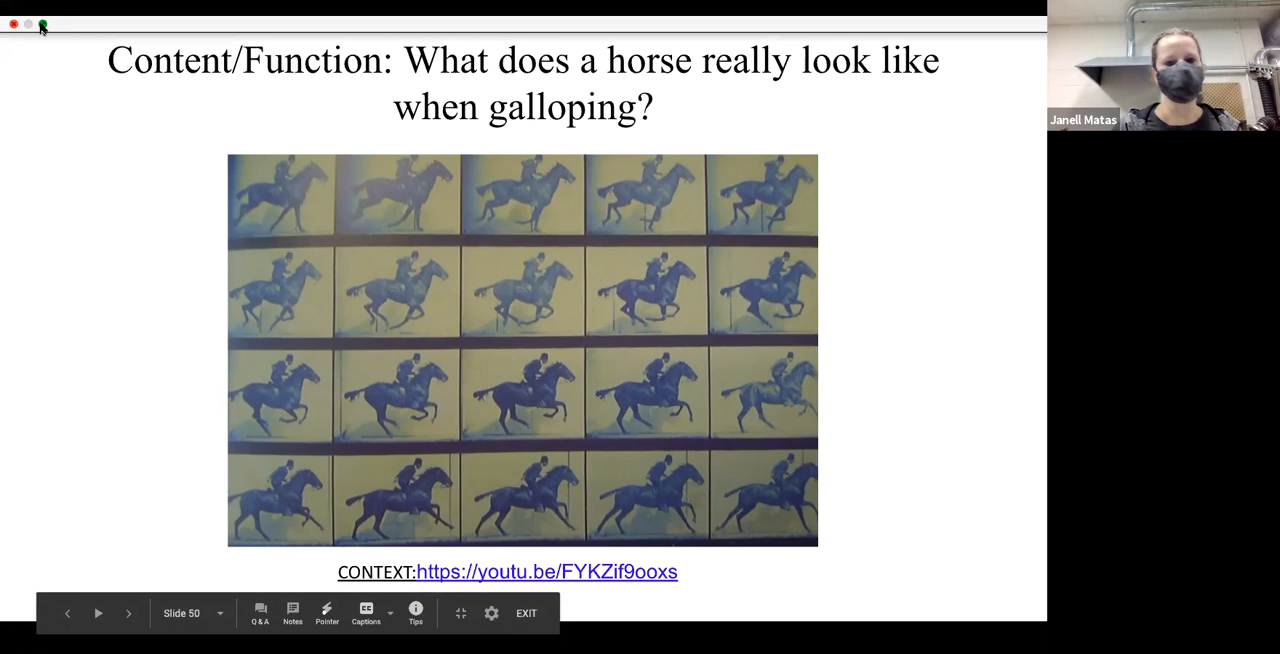 Content/Function: What does a horse really look like
when galloping?
Janell Matas
CONTEXT:https://youtu.be/FYKZif9ooxs
Slide 50
Q & A
Notes
Pointer
CC
Captions
Tips
EXIT